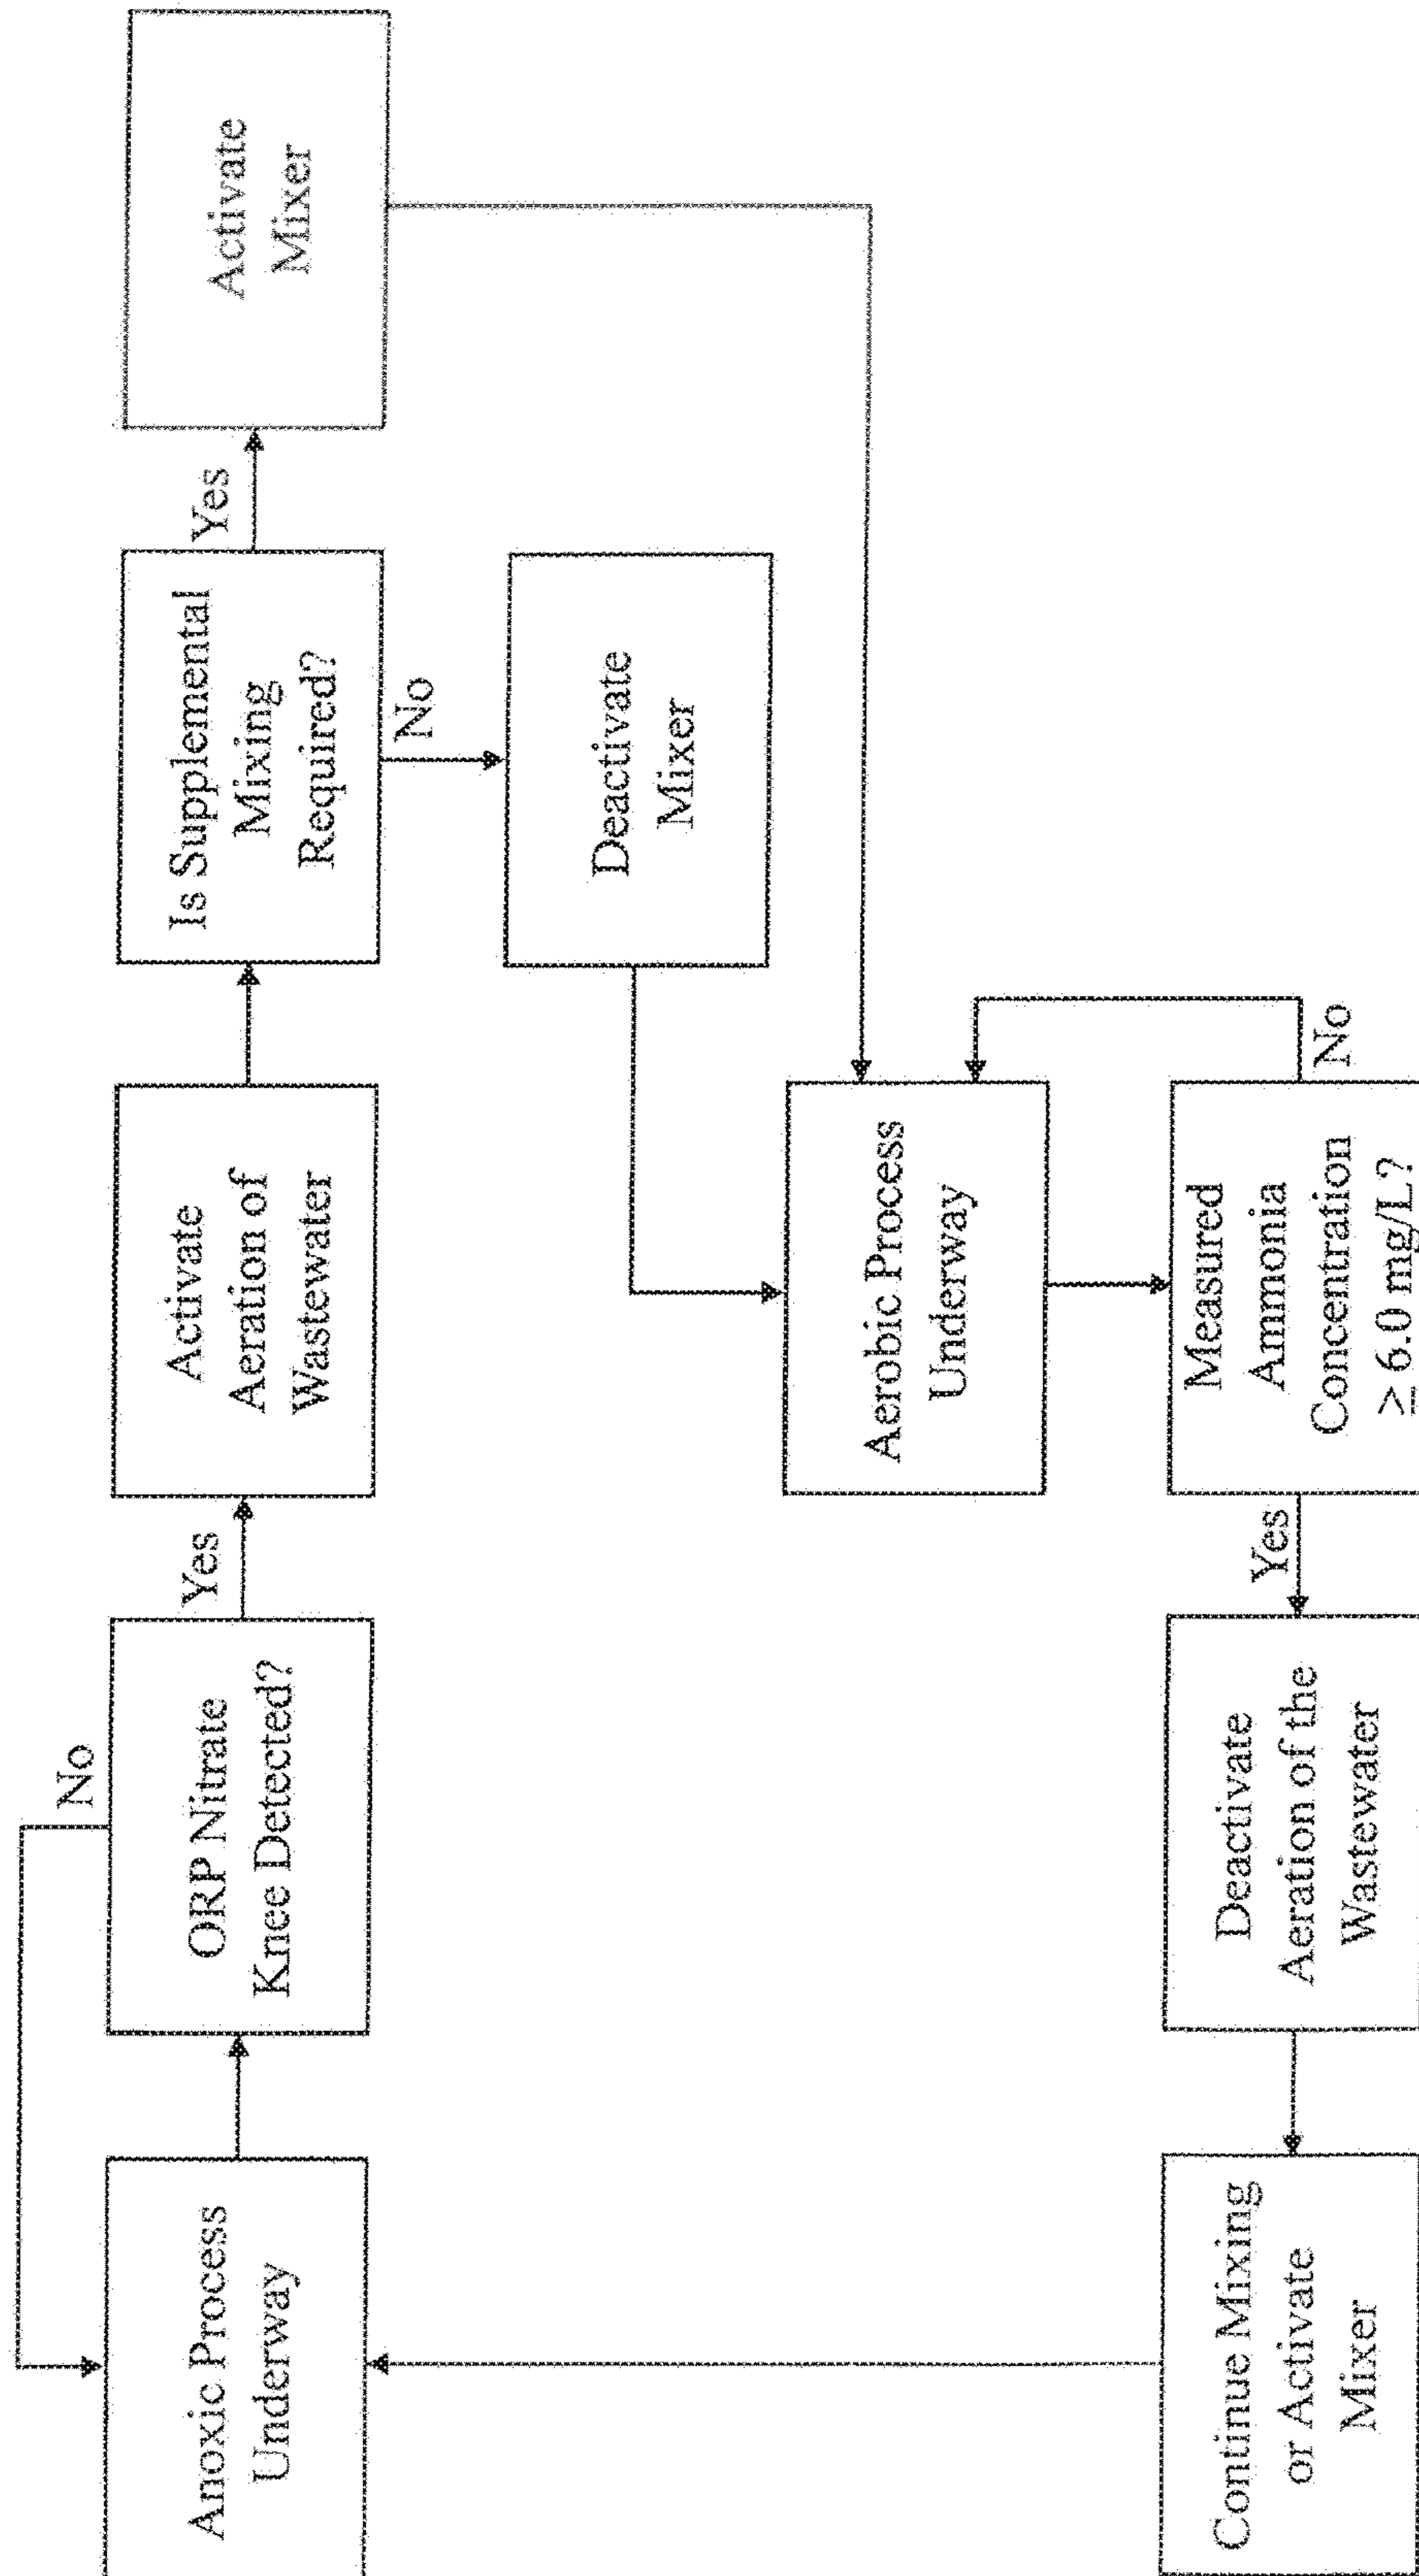 No
Anoxic Process
Underway
ORP Nitrate
Knee Detected?
Yes
Activate
Aeration of
Wastewater
Is Supplemental
Mixing
Required?
Yes
Activate
Mixer
No
Deactivate
Mixer
Aerobic Process
Underway
Continue Mixing
or Activate
Mixer
Deactivate
Aeration of the
Wastewater
Yes
Measured
Ammonia
Concentration
≥ 6.0 mg/L?
No